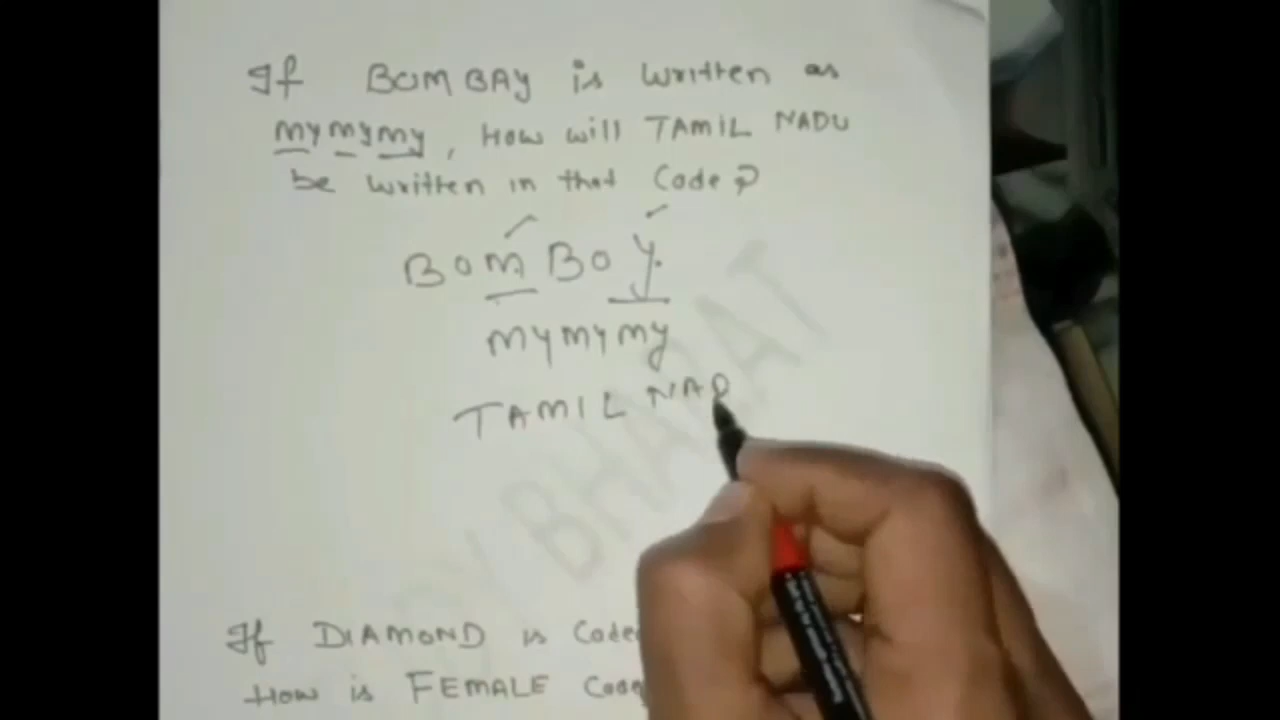 If BOMBAY is written as
mymymy, How will TAMIL NADU
be written in that Code?
BOMBOY
mymymy
TAMIL NAD
If DIAMOND is
How is FEMALE
BHARAT